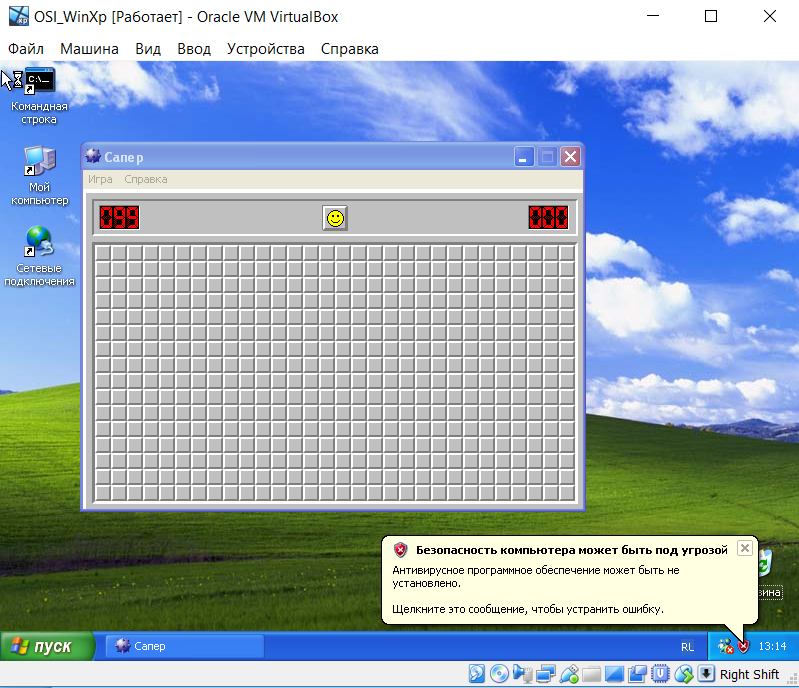 OSI_WinXp [Работает] - Oracle VM VirtualBox
Файл Машина Вид Ввод Устройства Справка
C:\_
Командная
строка
Мой
компьютер
Сетевые
подключения
Сапер
Игра Справка
099 000
Безопасность компьютера может быть под угрозой
Антивирусное программное обеспечение может быть не
установлено.
Щелкните это сообщение, чтобы устранить ошибку.
зина
пуск Сапер RL 13:14
Right Shift